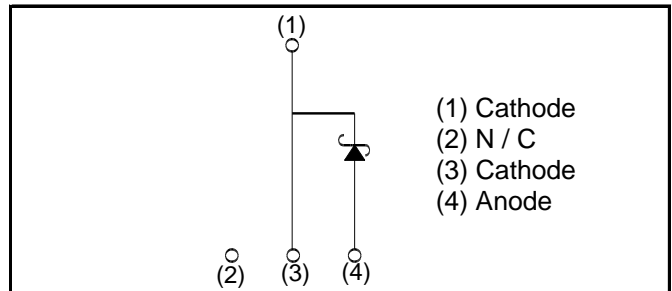 (1)
(1) Cathode
(2) N / C
(3) Cathode
(4) Anode
(2) (3) (4)